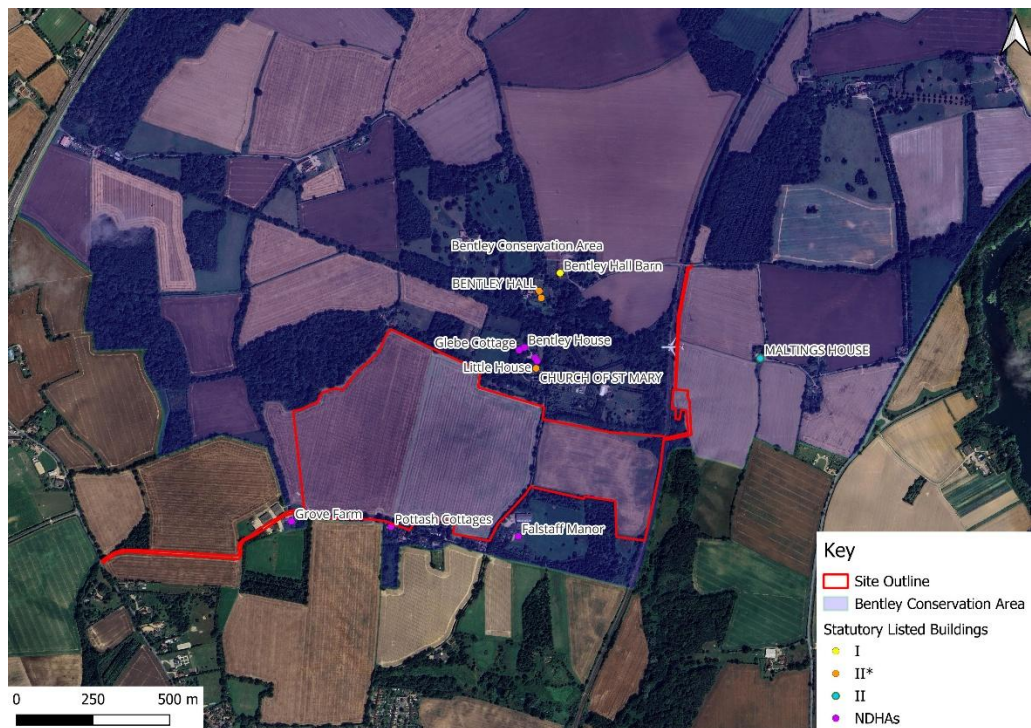 Bentley Conservation Area
Bentley Hall Barn
BENTLEY HALL
Glebe Cottage
Bentley House
MALTINGS HOUSE
Little House
CHURCH OF ST MARY
Grove Farm
Pottash Cottages
Falstaff Manor
Key
Site Outline
Bentley Conservation Area
Statutory Listed Buildings
I
II*
II
NDHAs
0 250 500 m